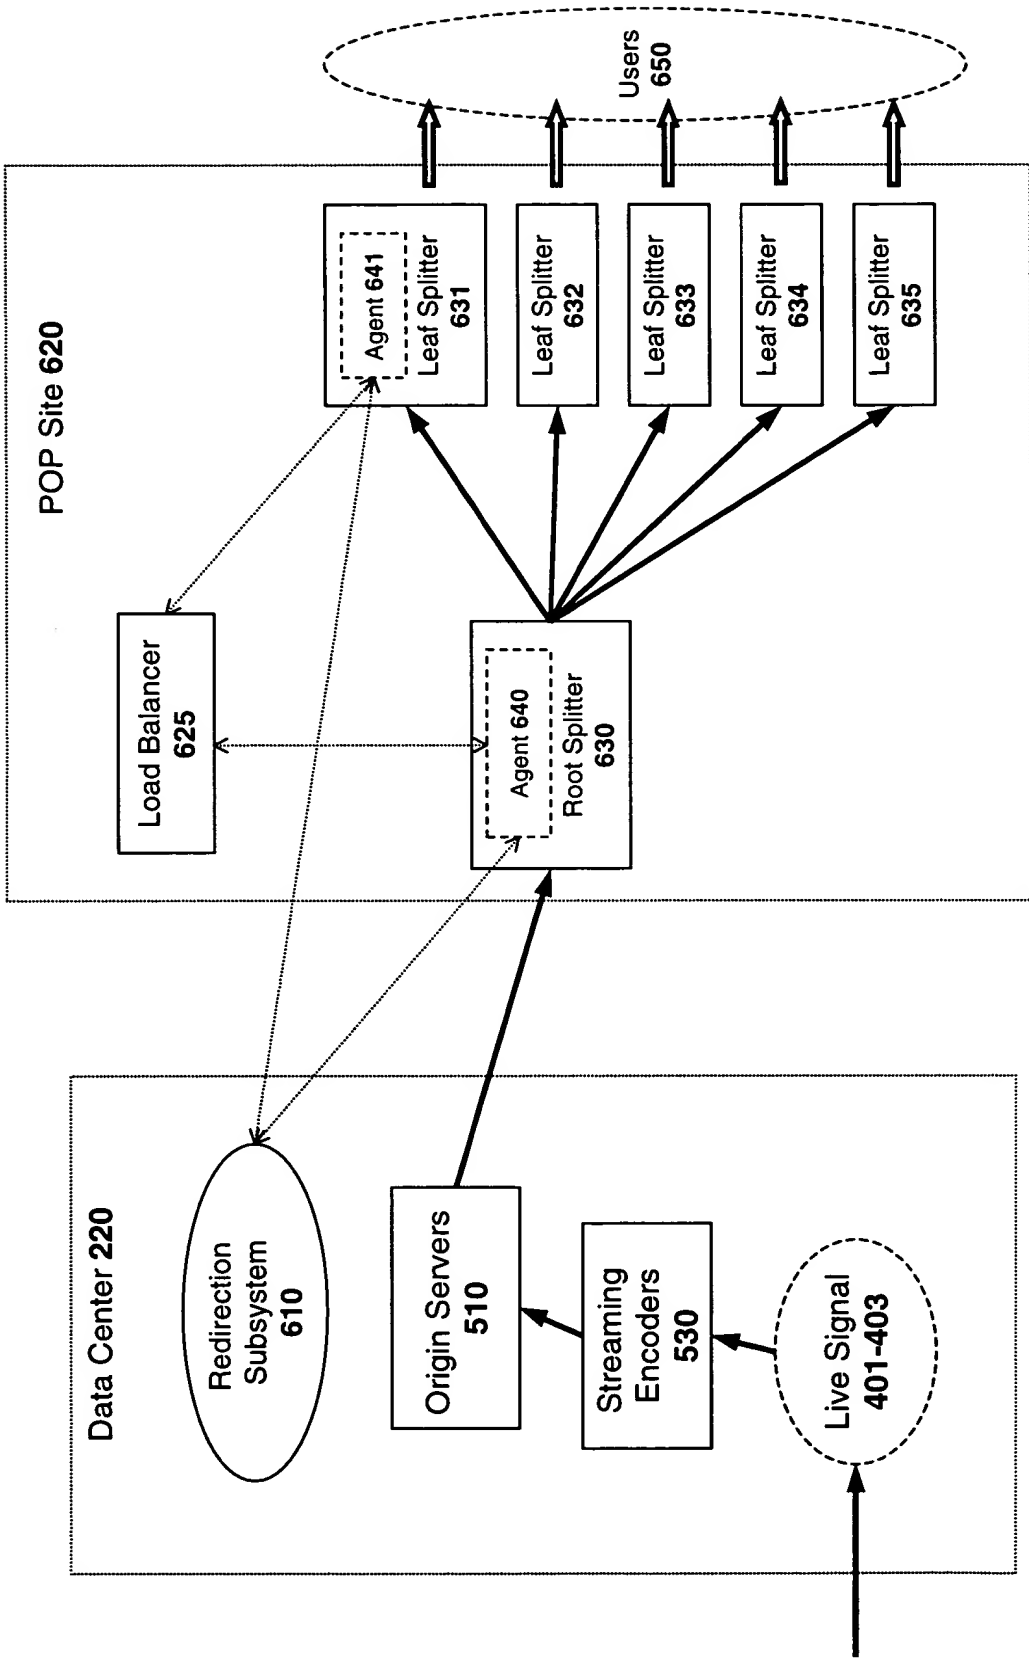 Data Center 220
Redirection
Subsystem
610
Origin Servers
510
Streaming
Encoders
530
Live Signal
401-403
POP Site 620
Load Balancer
625
Agent 640
Root Splitter
630
Agent 641
Leaf Splitter
631
Leaf Splitter
632
Leaf Splitter
633
Leaf Splitter
634
Leaf Splitter
635
Users
650